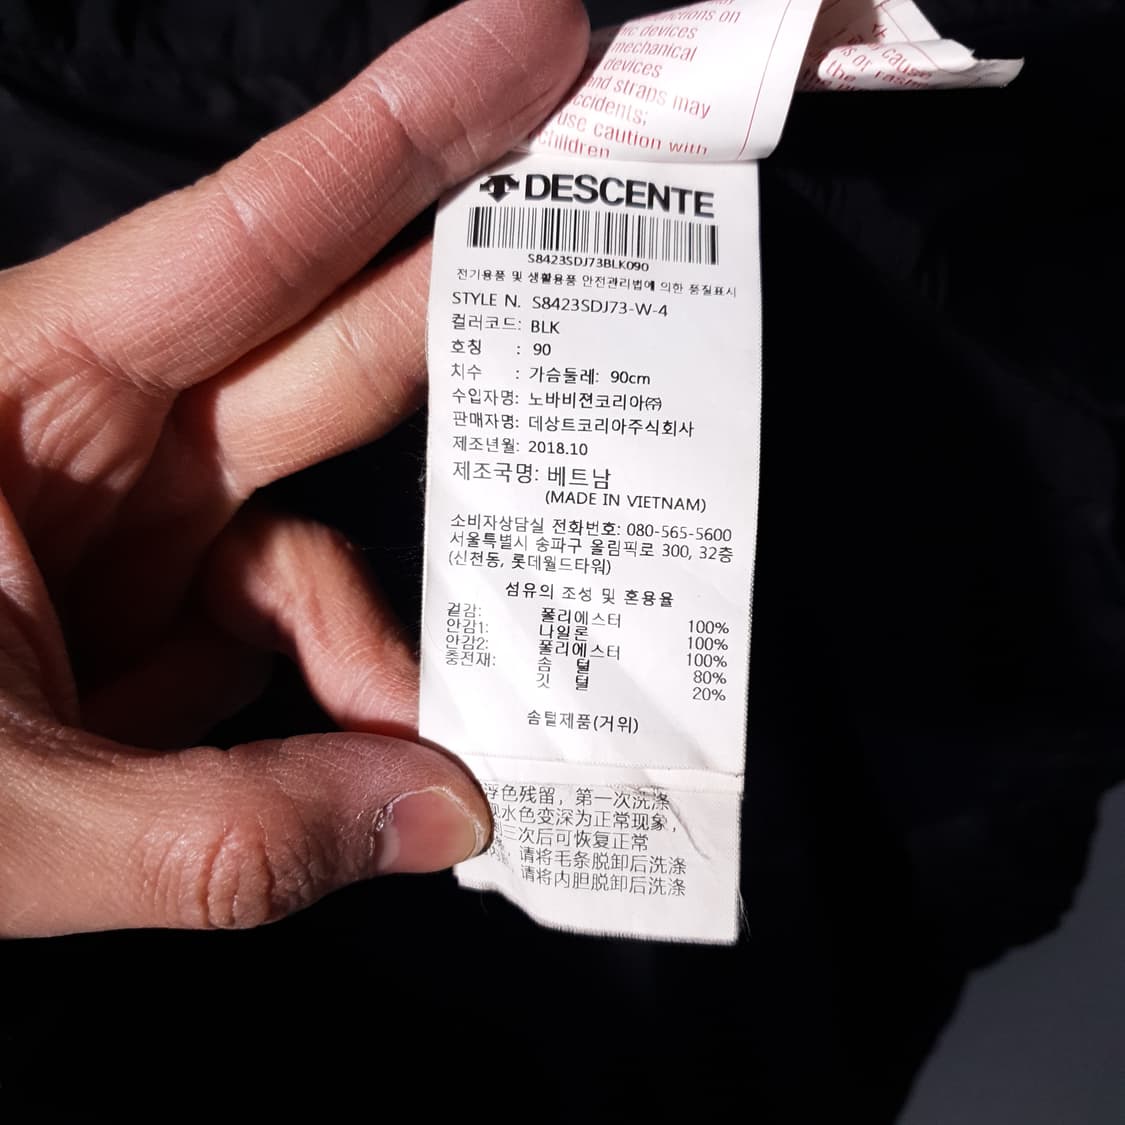 functions on
devices
mechanical
devices
and straps may
accidents;
use caution with
children
cause
the
DESCENTE
S8423SDJ73BLK090
전기용품 및 생활용품 안전관리법에 의한 품질표시
STYLE N. S8423SDJ73-W-4
컬러코드: BLK
호칭 : 90
치수 : 가슴둘레: 90cm
수입자명: 노바비젼코리아㈜
판매자명: 데상트코리아주식회사
제조년월: 2018.10
제조국명: 베트남
(MADE IN VIETNAM)
소비자상담실 전화번호: 080-565-5600
서울특별시 송파구 올림픽로 300, 32층
(신천동, 롯데월드타워)
섬유의 조성 및 혼용율
겉감: 폴리에스터 100%
안감1: 나일론 100%
안감2: 폴리에스터 100%
충전재: 솜 털 80%
깃 털 20%
솜털제품(거위)
浮色残留，第一次洗涤
水色变深为正常现象，
三次后可恢复正常
请将毛条脱卸后洗涤
请将内胆脱卸后洗涤